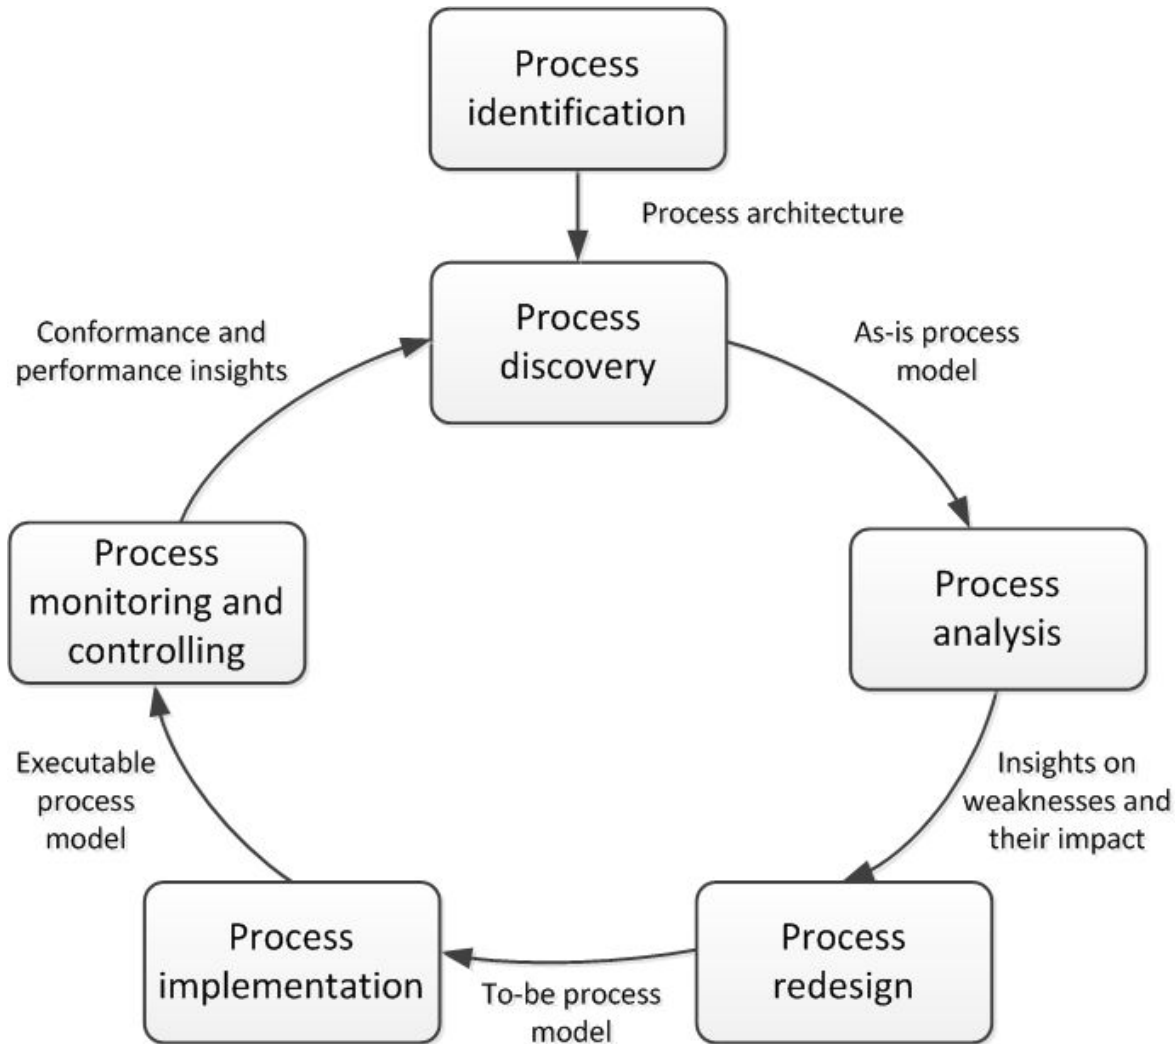 Process
identification
Process architecture
Process
discovery
Conformance and
performance insights
As-is process
model
Process
monitoring and
controlling
Process
analysis
Executable
process
model
Insights on
weaknesses and
their impact
Process
implementation
To-be process
model
Process
redesign